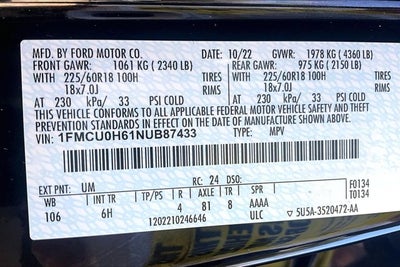 MFD. BY FORD MOTOR CO. 10/22 GVWR: 1978 KG ( 4360 LB)
FRONT GAWR: 1061 KG ( 2340 LB) REAR GAWR: 975 KG ( 2150 LB)
WITH 225/60R18 100H TIRES WITH 225/60R18 100H TIRES
18x7.0J RIMS 18x7.0J RIMS
AT 230 kPa/ 33 PSI COLD AT 230 kPa/ 33 PSI COLD
THIS VEHICLE CONFORMS TO ALL APPLICABLE FEDERAL MOTOR VEHICLE SAFETY AND THEFT
PREVENTION STANDARDS IN EFFECT ON THE DATE OF MANUFACTURE SHOWN ABOVE.
VIN: 1FMCU0H61NUB87433 TYPE: MPV
F0134
T0134
EXT PNT: UM RC: 24
WB INT TR TP/PS R AXLE TR SPR
106 6H 4 81 8 AAAA
1202210246646 ULC 5U5A-3520472-AA